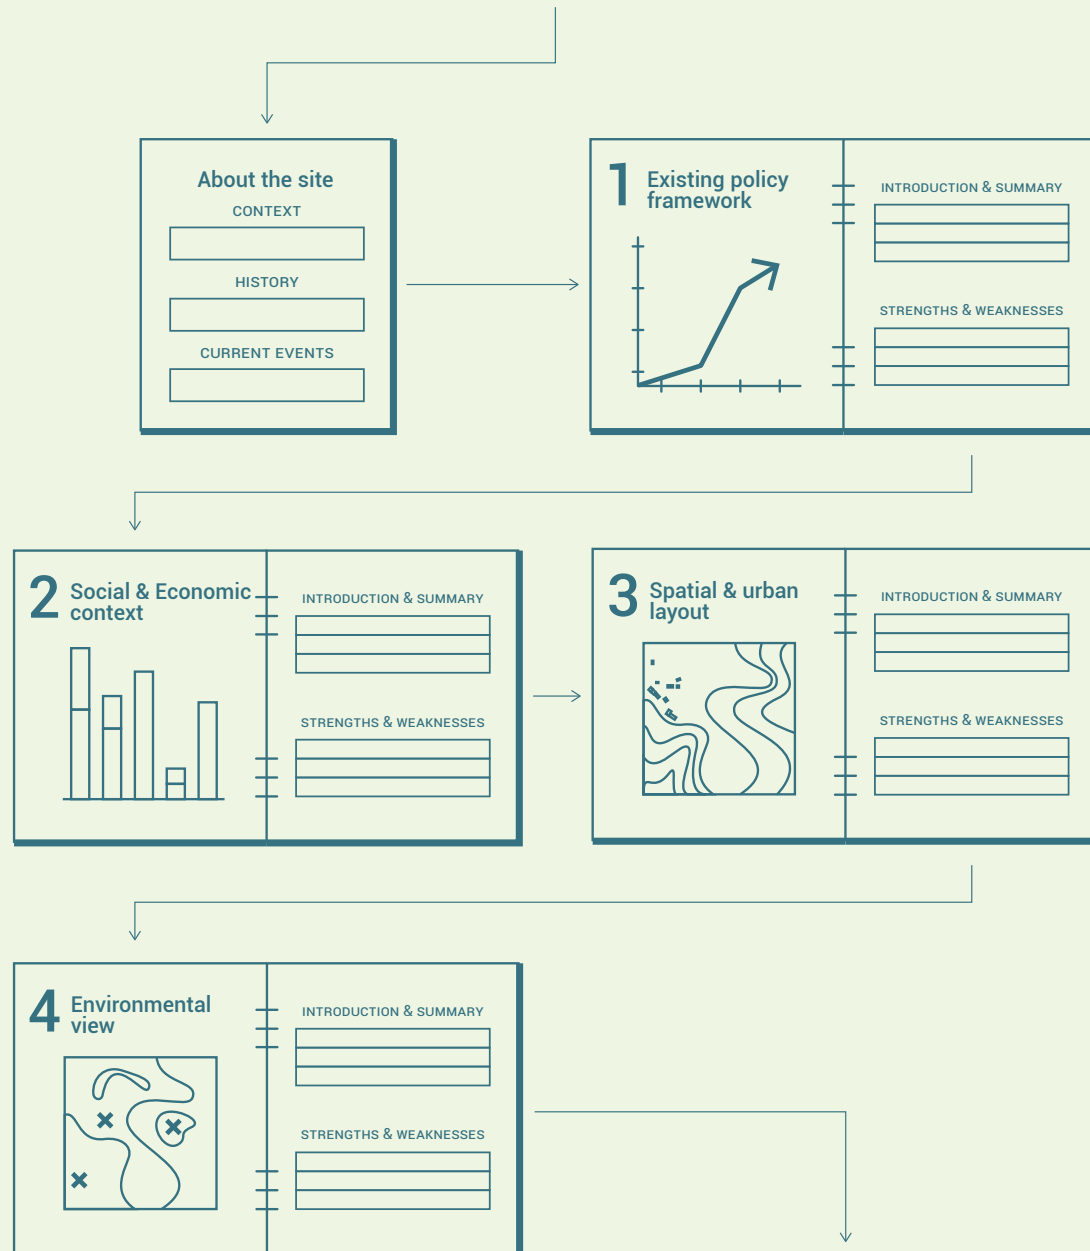 About the site
CONTEXT
HISTORY
CURRENT EVENTS
1 Existing policy
framework
INTRODUCTION & SUMMARY
STRENGTHS & WEAKNESSES
2 Social & Economic
context
INTRODUCTION & SUMMARY
STRENGTHS & WEAKNESSES
3 Spatial & urban
layout
INTRODUCTION & SUMMARY
STRENGTHS & WEAKNESSES
4 Environmental
view
INTRODUCTION & SUMMARY
STRENGTHS & WEAKNESSES